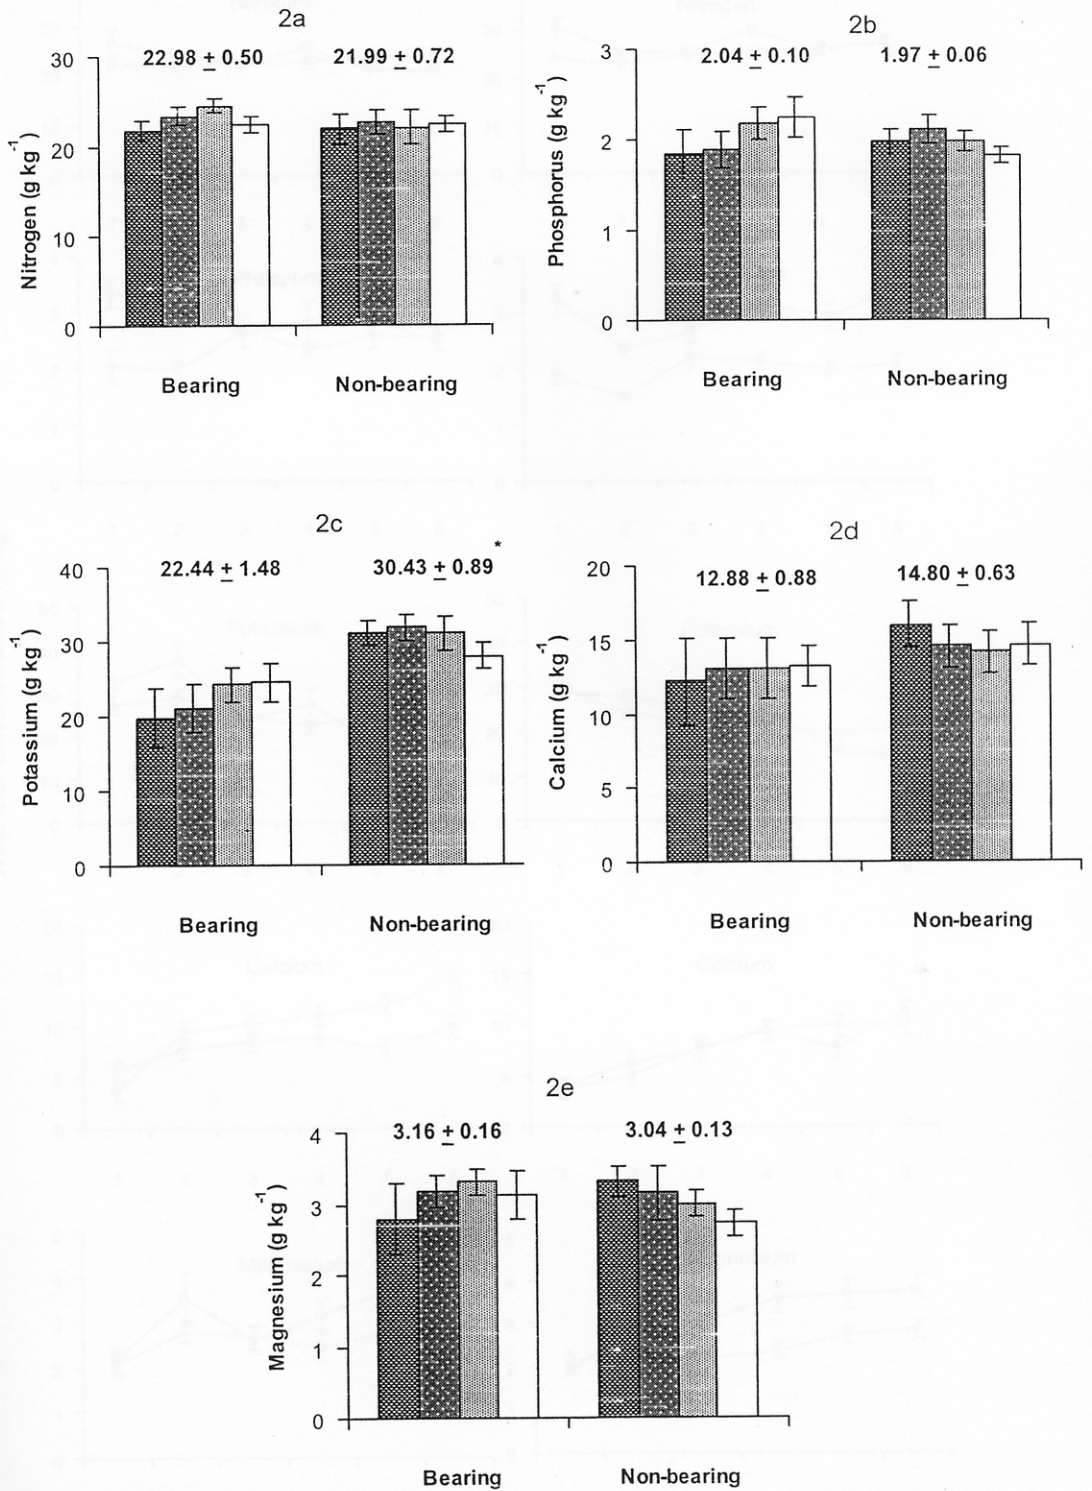 2a
22.98 ± 0.50 21.99 ± 0.72
Nitrogen (g kg-1)
30
20
10
0
Bearing Non-bearing
2b
2.04 ± 0.10 1.97 ± 0.06
Phosphorus (g kg-1)
3
2
1
0
Bearing Non-bearing
2c
22.44 ± 1.48 30.43 ± 0.89*
Potassium (g kg-1)
40
30
20
10
0
Bearing Non-bearing
2d
12.88 ± 0.88 14.80 ± 0.63
Calcium (g kg-1)
20
15
10
5
0
Bearing Non-bearing
2e
3.16 ± 0.16 3.04 ± 0.13
Magnesium (g kg-1)
4
3
2
1
0
Bearing Non-bearing